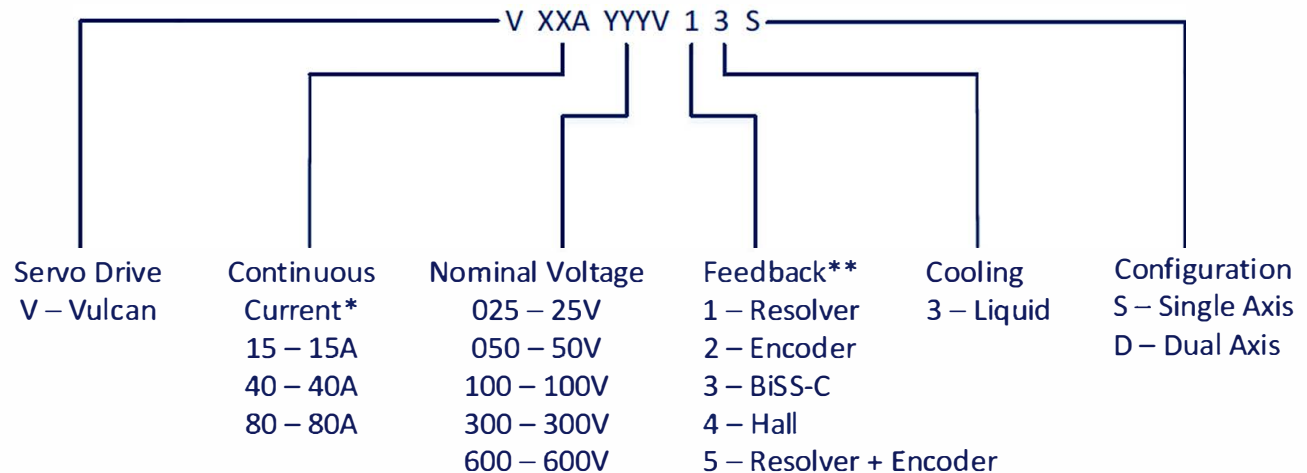 V XXA YYYV 1 3 S
Servo Drive
V – Vulcan
Continuous
Current*
15 – 15A
40 – 40A
80 – 80A
Nominal Voltage
025 – 25V
050 – 50V
100 – 100V
300 – 300V
600 – 600V
Feedback**
1 – Resolver
2 – Encoder
3 – BiSS-C
4 – Hall
5 – Resolver + Encoder
Cooling
3 – Liquid
Configuration
S – Single Axis
D – Dual Axis